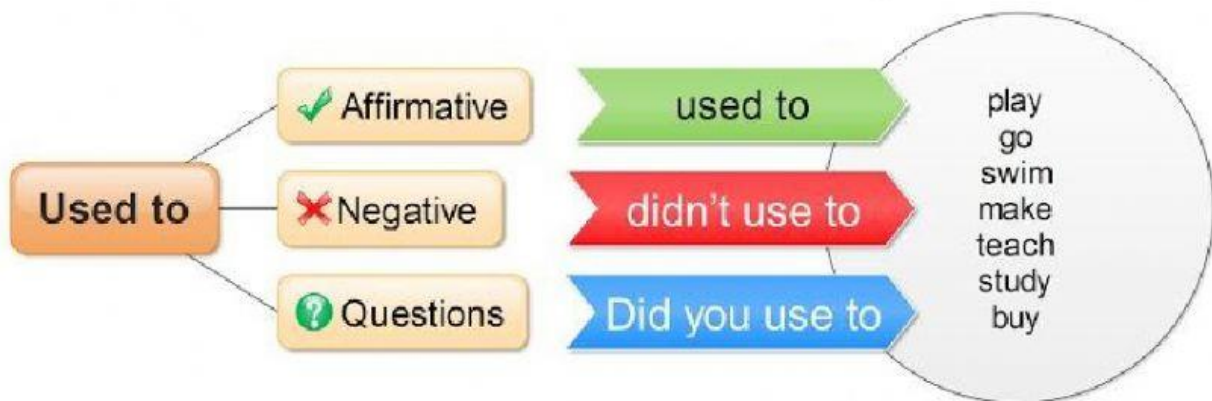 Used to
Affirmative
used to
Negative
didn't use to
Questions
Did you use to
play
go
swim
make
teach
study
buy